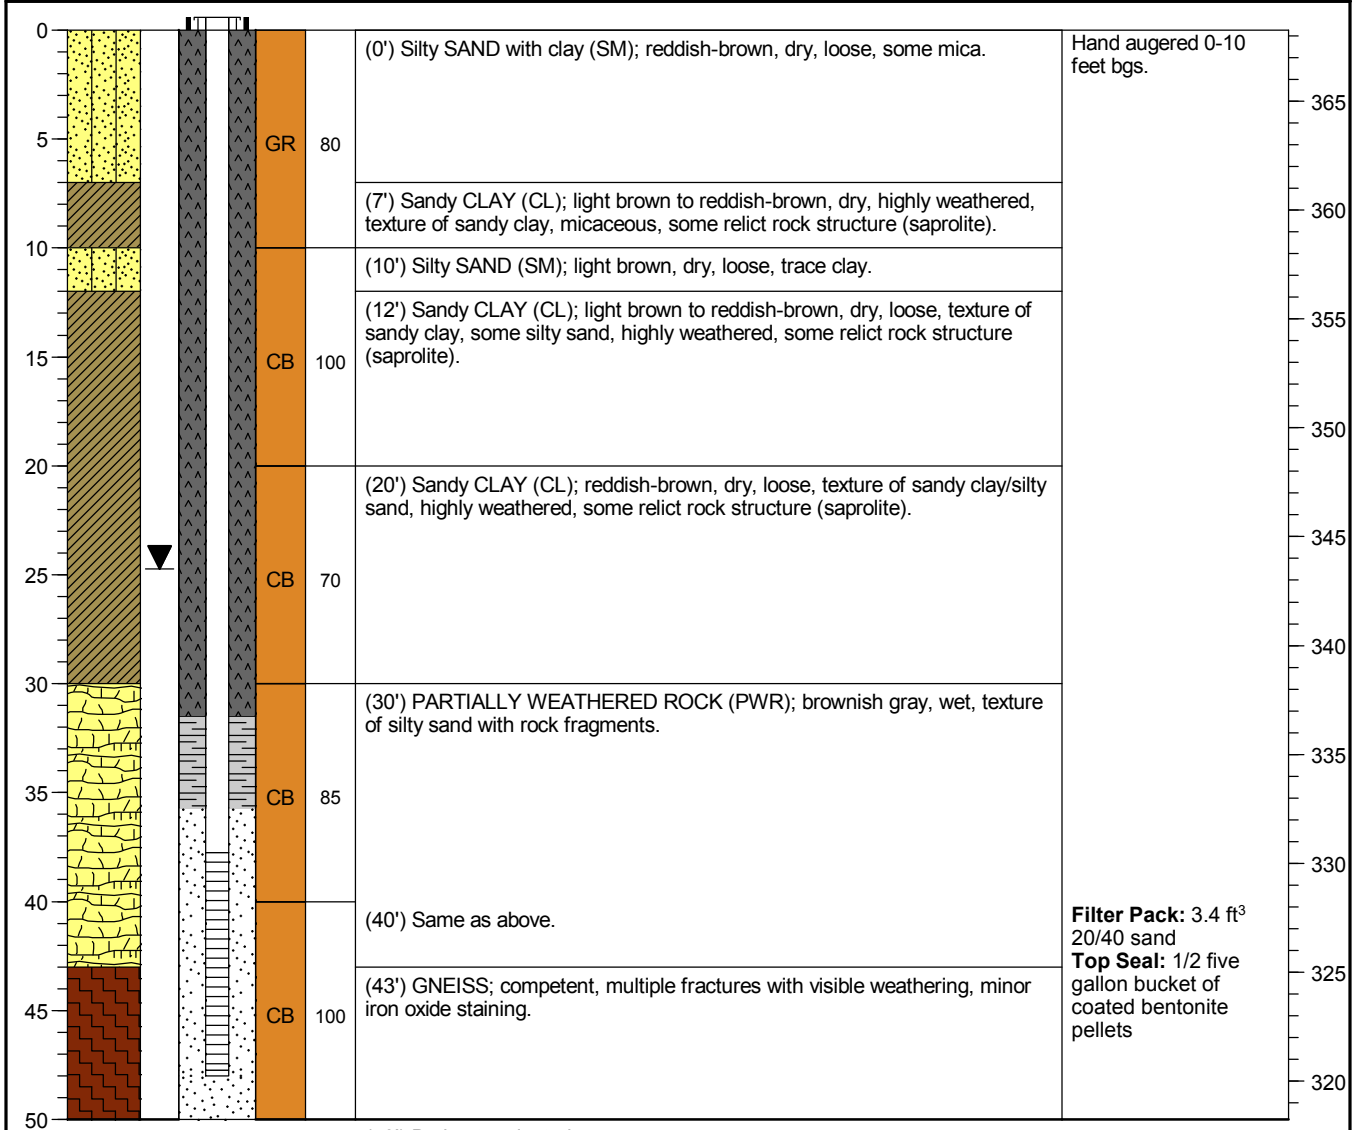 0
5
10
15
20
25
30
35
40
45
50
GR
80
CB
100
CB
70
CB
85
CB
100
(0') Silty SAND with clay (SM); reddish-brown, dry, loose, some mica.
(7') Sandy CLAY (CL); light brown to reddish-brown, dry, highly weathered,
texture of sandy clay, micaceous, some relict rock structure (saprolite).
(10') Silty SAND (SM); light brown, dry, loose, trace clay.
(12') Sandy CLAY (CL); light brown to reddish-brown, dry, loose, texture of
sandy clay, some silty sand, highly weathered, some relict rock structure
(saprolite).
(20') Sandy CLAY (CL); reddish-brown, dry, loose, texture of sandy clay/silty
sand, highly weathered, some relict rock structure (saprolite).
(30') PARTIALLY WEATHERED ROCK (PWR); brownish gray, wet, texture
of silty sand with rock fragments.
(40') Same as above.
(43') GNEISS; competent, multiple fractures with visible weathering, minor
iron oxide staining.
Hand augered 0-10
feet bgs.
Filter Pack: 3.4 ft³
20/40 sand
Top Seal: 1/2 five
gallon bucket of
coated bentonite
pellets
365
360
355
350
345
340
335
330
325
320